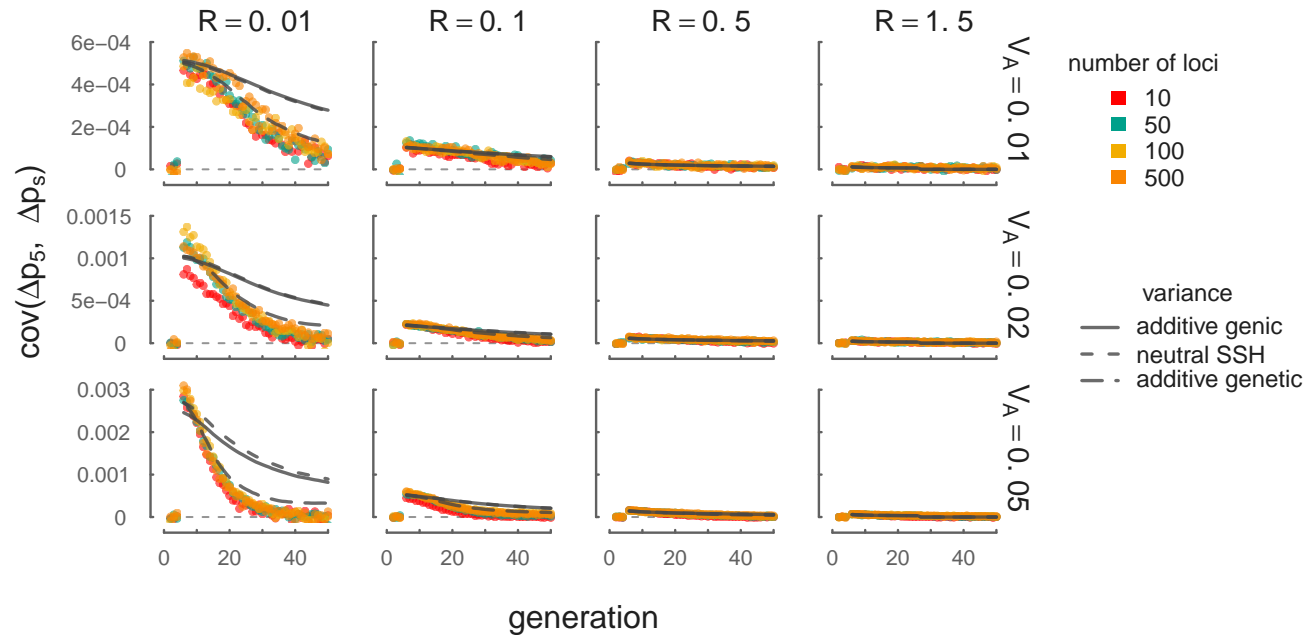 R = 0. 01
R = 0. 1
R = 0. 5
R = 1. 5
6e−04
4e−04
2e−04
0
V_A = 0. 01
0.0015
0.001
5e−04
0
V_A = 0. 02
0.003
0.002
0.001
0
V_A = 0. 05
0 20 40
0 20 40
0 20 40
0 20 40
cov(Δp₅, Δpₛ)
generation
number of loci
10
50
100
500
variance
additive genic
neutral SSH
additive genetic